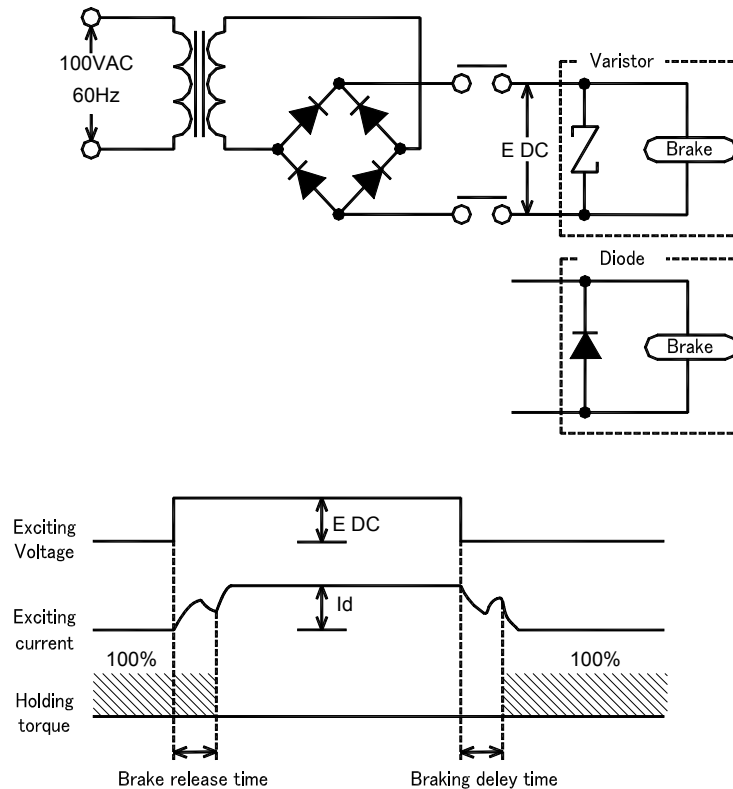 100VAC
60Hz
E DC
Varistor
Brake
Diode
Brake
Exciting
Voltage
E DC
Exciting
current
Id
100%
100%
Holding
torque
Brake release time
Braking deley time